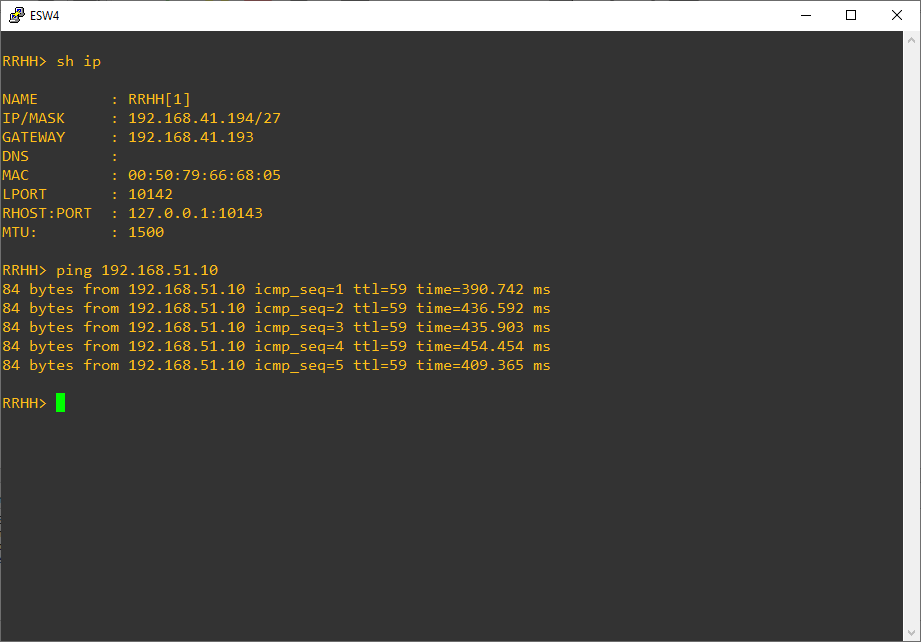 ESW4
RRHH> sh ip
NAME        : RRHH[1]
IP/MASK     : 192.168.41.194/27
GATEWAY     : 192.168.41.193
DNS         :
MAC         : 00:50:79:66:68:05
LPORT       : 10142
RHOST:PORT  : 127.0.0.1:10143
MTU:        : 1500
RRHH> ping 192.168.51.10
84 bytes from 192.168.51.10 icmp_seq=1 ttl=59 time=390.742 ms
84 bytes from 192.168.51.10 icmp_seq=2 ttl=59 time=436.592 ms
84 bytes from 192.168.51.10 icmp_seq=3 ttl=59 time=435.903 ms
84 bytes from 192.168.51.10 icmp_seq=4 ttl=59 time=454.454 ms
84 bytes from 192.168.51.10 icmp_seq=5 ttl=59 time=409.365 ms
RRHH>